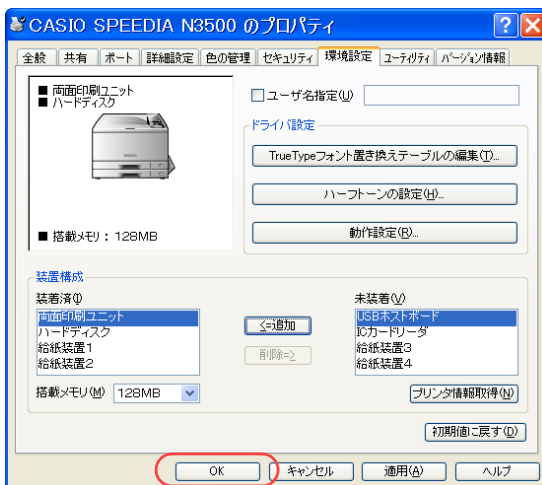 CASIO SPEEDIA N3500 のプロパティ
全般 共有 ポート 詳細設定 色の管理 セキュリティ 環境設定 ユーティリティ バージョン情報
■ 両面印刷ユニット
■ ハードディスク
■ 搭載メモリ： 128MB
ユーザ名指定(U)
ドライバ設定
TrueTypeフォント置き換えテーブルの編集(T)...
ハーフトーンの設定(H)...
動作設定(R)...
装置構成
装着済(I)
両面印刷ユニット
ハードディスク
給紙装置1
給紙装置2
<=追加
削除=>
未装着(V)
USBホストボード
ICカードリーダ
給紙装置3
給紙装置4
搭載メモリ(M) 128MB
プリンタ情報取得(N)
初期値に戻す(D)
OK キャンセル 適用(A) ヘルプ